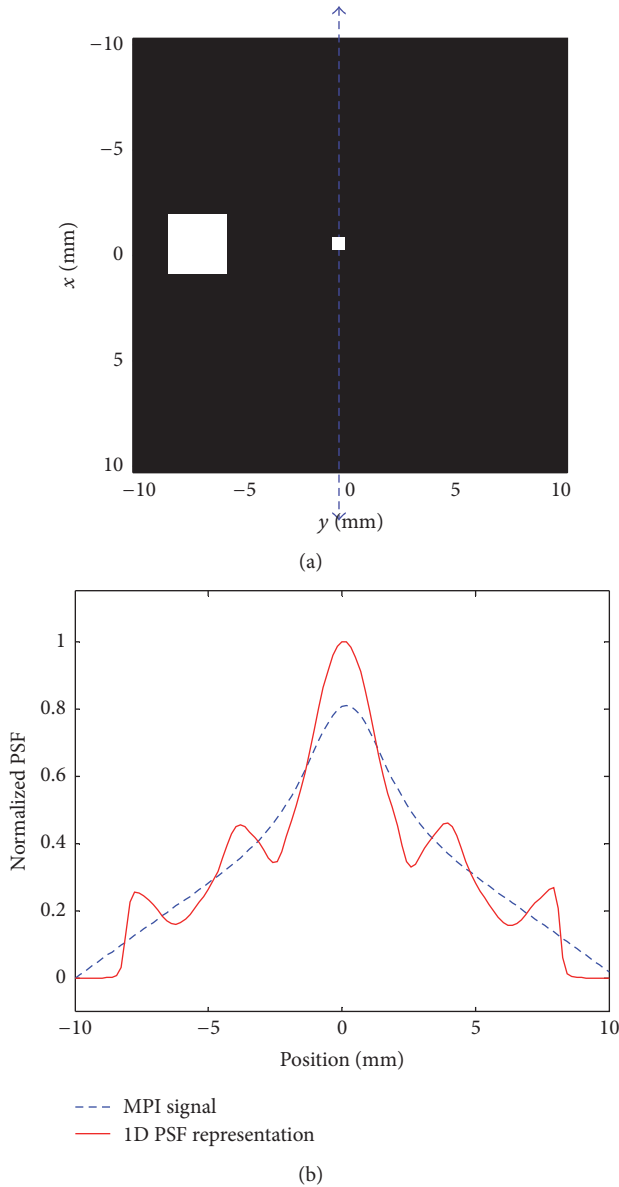 −10
−5
0
5
10
x (mm)
−10 −5 0 5 10
y (mm)
(a)
1
0.8
0.6
0.4
0.2
0
Normalized PSF
−10 −5 0 5 10
Position (mm)
MPI signal
1D PSF representation
(b)